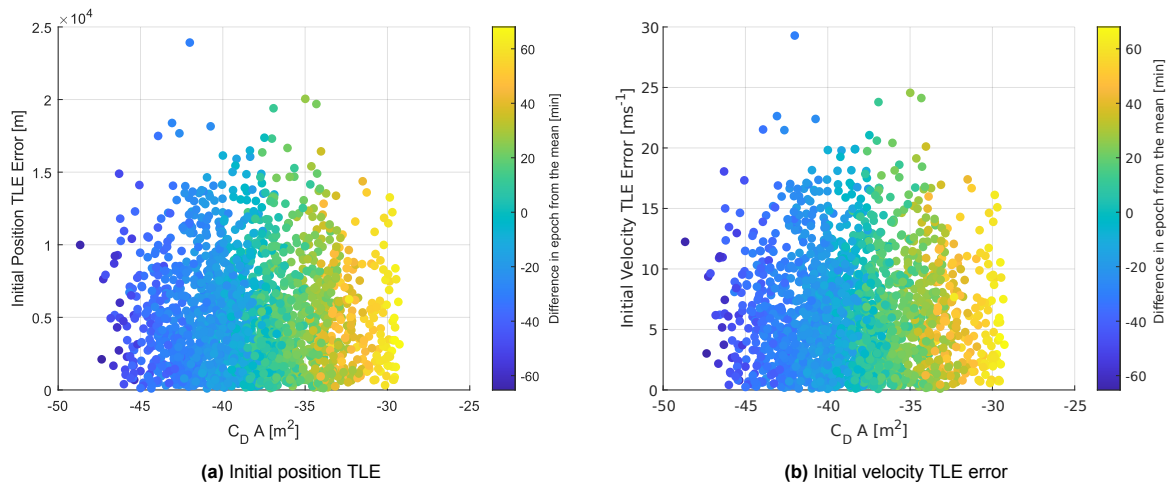 ×10⁴
2.5
2
1.5
1
0.5
0
-50 -45 -40 -35 -30 -25
Initial Position TLE Error [m]
C_D A [m²]
60
40
20
0
-20
-40
-60
Difference in epoch from the mean [min]
(a) Initial position TLE
30
25
20
15
10
5
0
-50 -45 -40 -35 -30 -25
Initial Velocity TLE Error [ms⁻¹]
C_D A [m²]
60
40
20
0
-20
-40
-60
Difference in epoch from the mean [min]
(b) Initial velocity TLE error